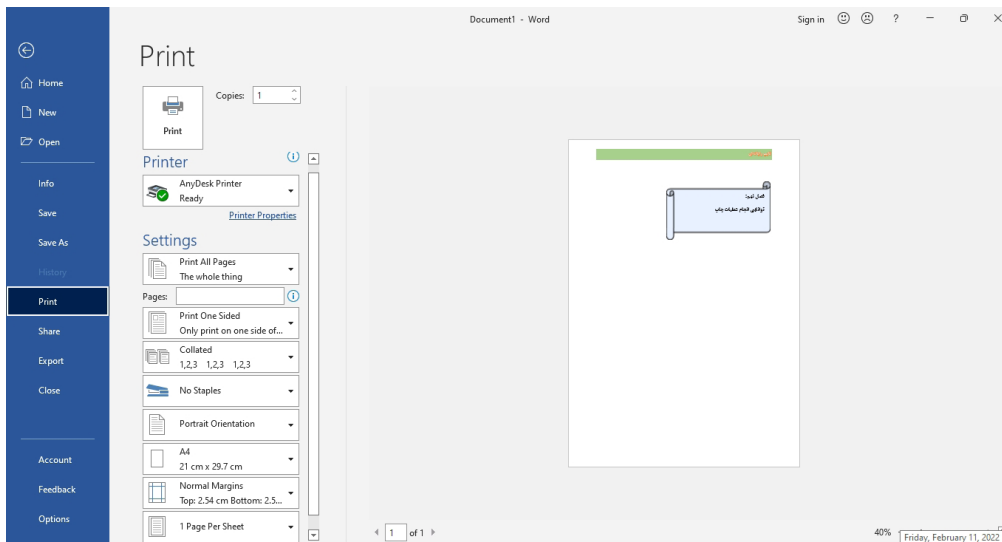 Document1 - Word
Sign in
?
Print
Home
New
Open
Info
Save
Save As
History
Print
Share
Export
Close
Account
Feedback
Options
Copies: 1
Print
Printer
AnyDesk Printer
Ready
Printer Properties
Settings
Print All Pages
The whole thing
Pages:
Print One Sided
Only print on one side of...
Collated
1,2,3 1,2,3 1,2,3
No Staples
Portrait Orientation
A4
21 cm x 29.7 cm
Normal Margins
Top: 2.54 cm Bottom: 2.5...
1 Page Per Sheet
توانایی انجام عملیات چاپ
1 of 1
40%
Friday, February 11, 2022